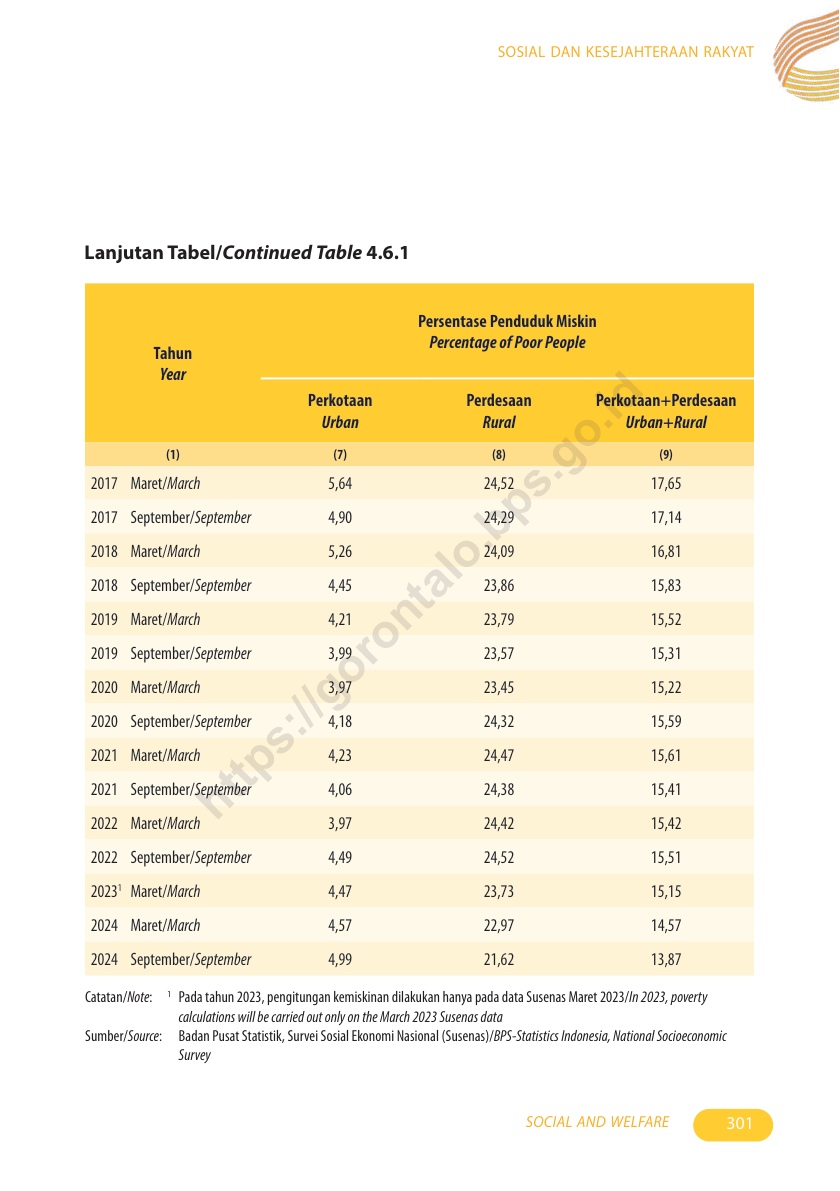 SOSIAL DAN KESEJAHTERAAN RAKYAT
Lanjutan Tabel/Continued Table 4.6.1
Tahun
Year
Persentase Penduduk Miskin
Percentage of Poor People
Perkotaan
Urban
Perdesaan
Rural
Perkotaan+Perdesaan
Urban+Rural
(1) (7) (8) (9)
2017 Maret/March 5,64 24,52 17,65
2017 September/September 4,90 24,29 17,14
2018 Maret/March 5,26 24,09 16,81
2018 September/September 4,45 23,86 15,83
2019 Maret/March 4,21 23,79 15,52
2019 September/September 3,99 23,57 15,31
2020 Maret/March 3,97 23,45 15,22
2020 September/September 4,18 24,32 15,59
2021 Maret/March 4,23 24,47 15,61
2021 September/September 4,06 24,38 15,41
2022 Maret/March 3,97 24,42 15,42
2022 September/September 4,49 24,52 15,51
2023¹ Maret/March 4,47 23,73 15,15
2024 Maret/March 4,57 22,97 14,57
2024 September/September 4,99 21,62 13,87
Catatan/Note: ¹ Pada tahun 2023, pengitungan kemiskinan dilakukan hanya pada data Susenas Maret 2023/In 2023, poverty
calculations will be carried out only on the March 2023 Susenas data
Sumber/Source: Badan Pusat Statistik, Survei Sosial Ekonomi Nasional (Susenas)/BPS-Statistics Indonesia, National Socioeconomic
Survey
https://gorontalo.bps.go.id
SOCIAL AND WELFARE 301